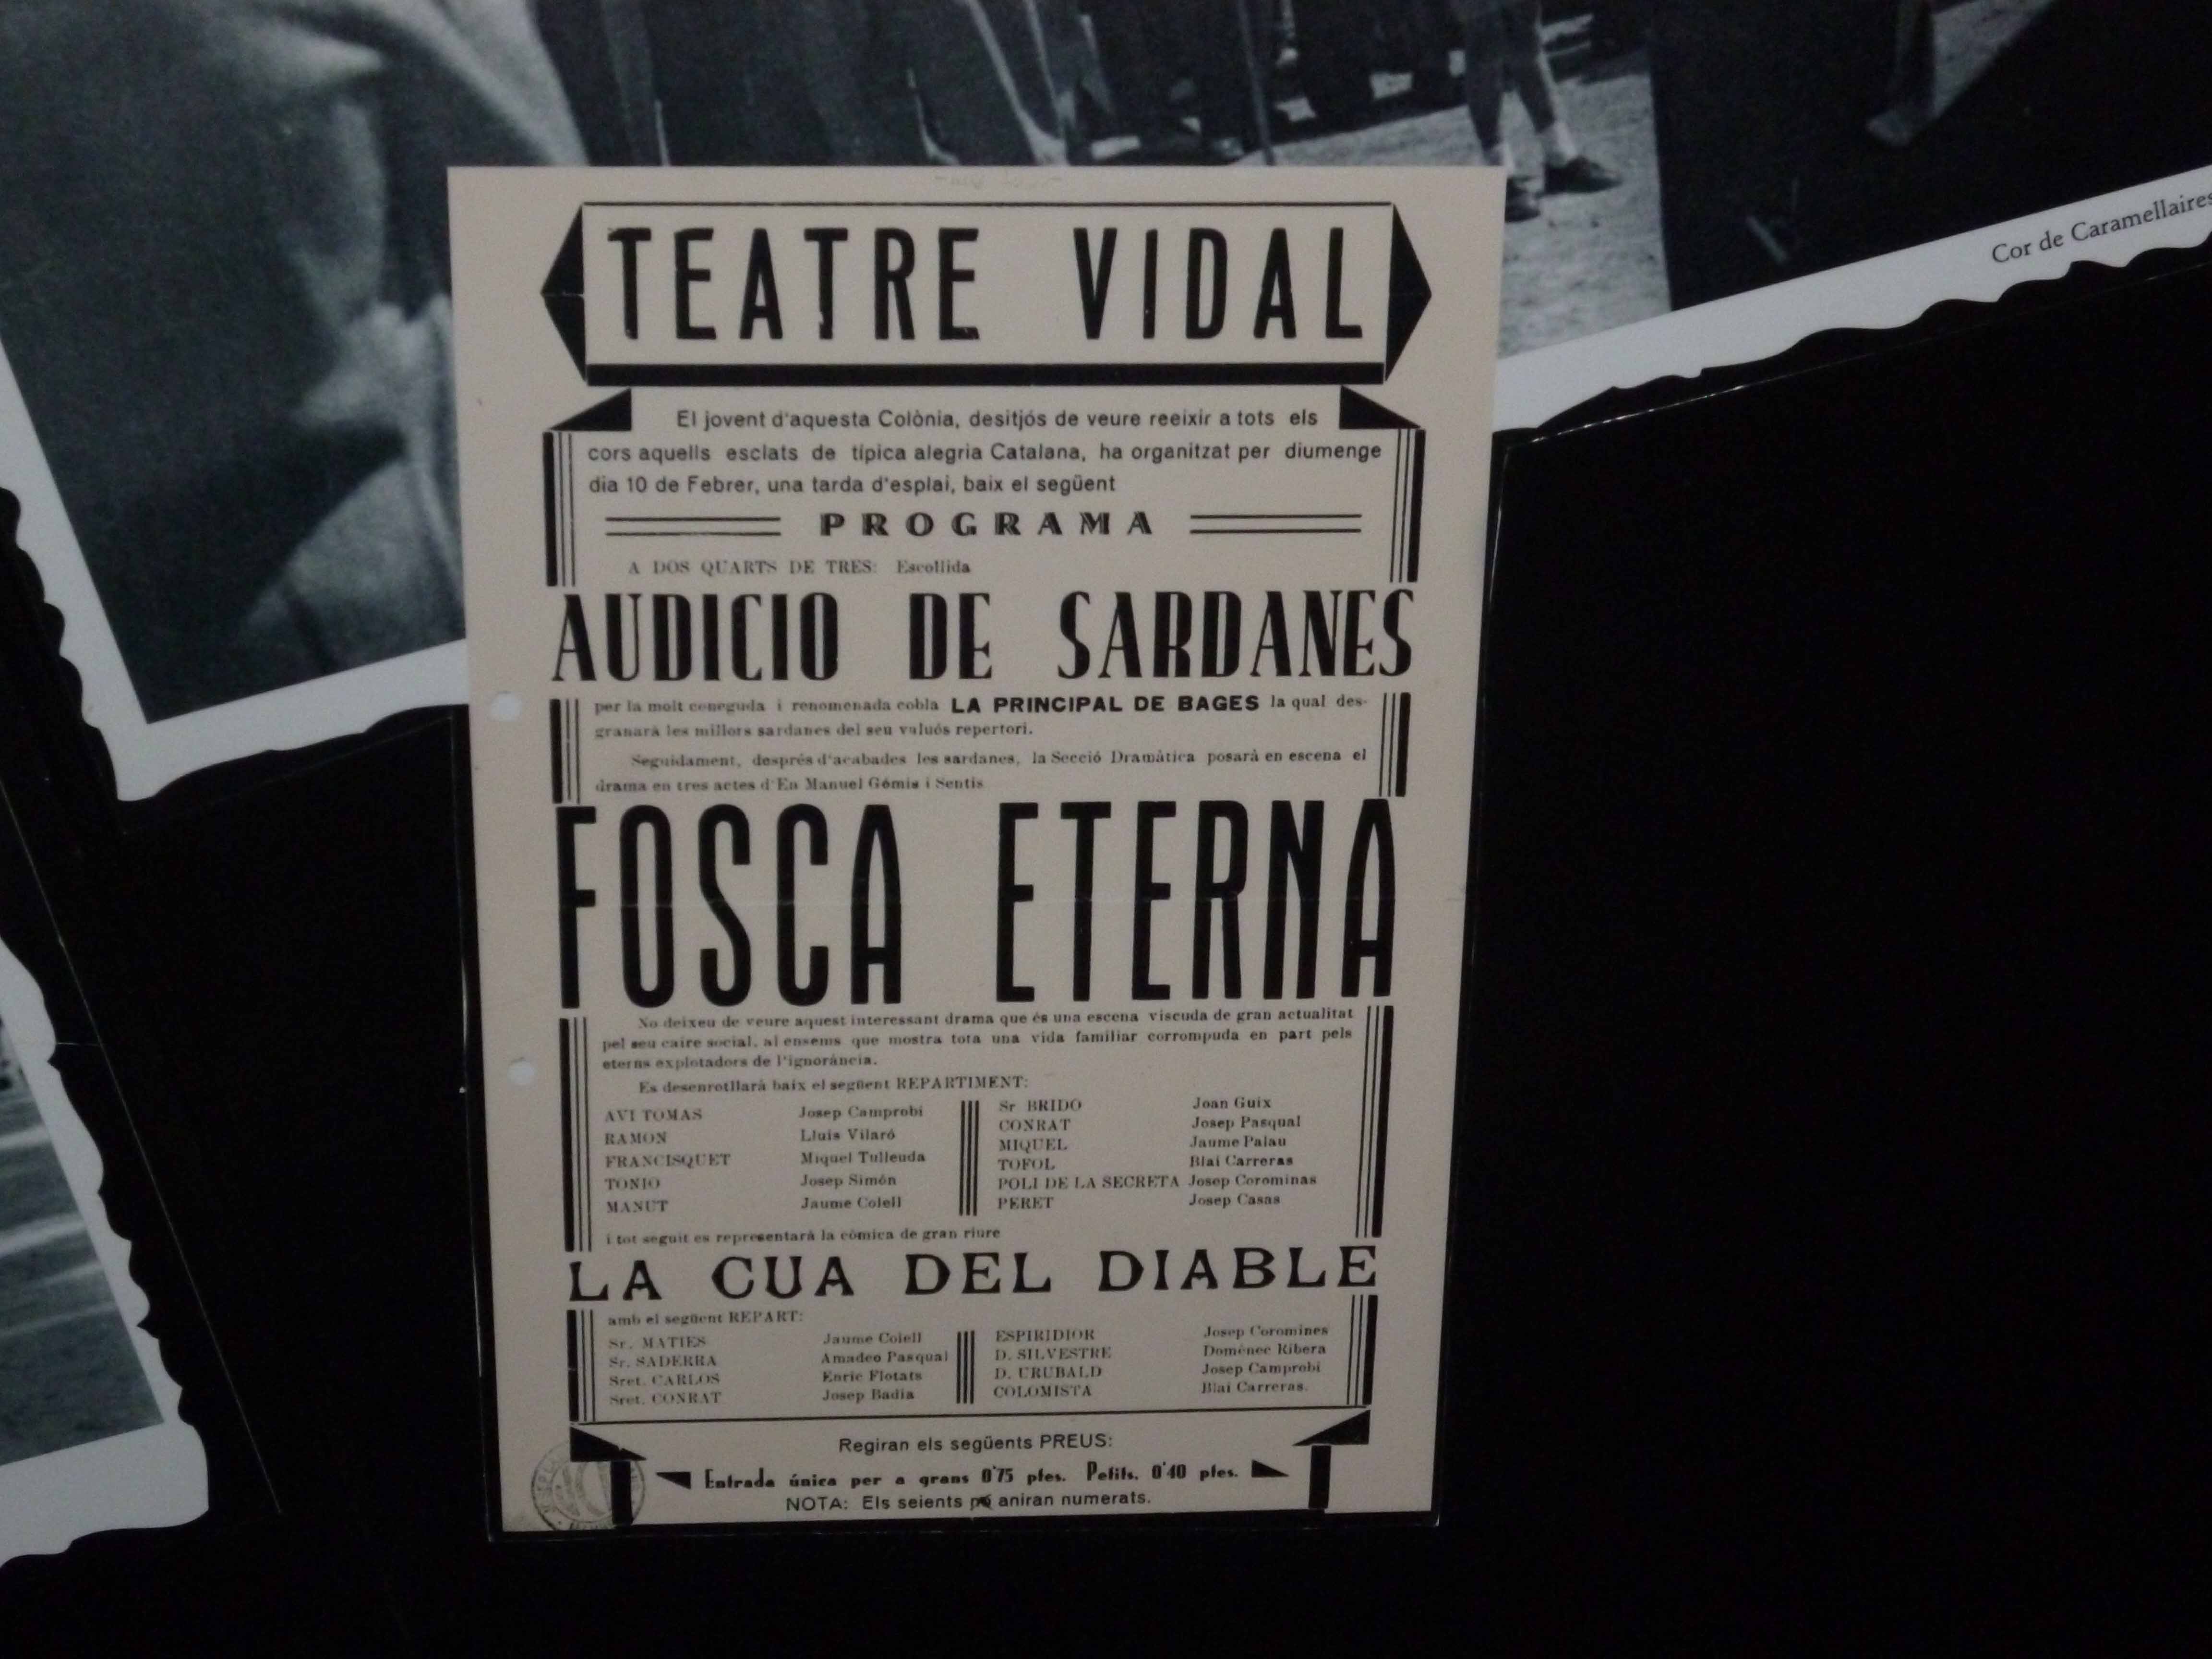 Cor de Caramellaires
TEATRE VIDAL
El jovent d'aquesta Colònia, desitjós de veure reeixir a tots els
cors aquells esclats de típica alegria Catalana, ha organitzat per diumenge
dia 10 de Febrer, una tarda d'esplai, baix el següent
PROGRAMA
A DOS QUARTS DE TRES: Escollida
AUDICIO DE SARDANES
per la molt coneguda i renomenada cobla LA PRINCIPAL DE BAGES la qual des-
granarà les millors sardanes del seu valuós repertori.
Seguidament, després d'acabades les sardanes, la Secció Dramàtica posarà en escena el
drama en tres actes d'En Manuel Gómis i Sentis
FOSCA ETERNA
No deixeu de veure aquest interessant drama que és una escena viscuda de gran actualitat
pel seu caire social, al ensems que mostra tota una vida familiar corrompuda en part pels
eterns explotadors de l'ignorància.
Es desenrotllarà baix el següent REPARTIMENT:
AVI TOMAS Josep Camprobi
RAMON Lluis Vilaró
FRANCISQUET Miquel Tulleuda
TONIO Josep Simón
MANUT Jaume Colell
Sr BRIDO Joan Guix
CONRAT Josep Pasqual
MIQUEL Jaume Palau
TOFOL Blai Carreras
POLI DE LA SECRETA Josep Corominas
PERET Josep Casas
i tot seguit es representarà la còmica de gran riure
LA CUA DEL DIABLE
amb el següent REPART:
Sr. MATIES Jaume Colell
Sr. SADERRA Amadeo Pasqual
Sret. CARLOS Enric Flotats
Sret. CONRAT Josep Badia
ESPIRIDIOR Josep Coromines
D. SILVESTRE Domènec Ribera
D. URUBALD Josep Camprobi
COLOMISTA Blai Carreras.
Regiran els següents PREUS:
Entrada única per a grans 0'75 ptes. Petits, 0'40 ptes.
NOTA: Els seients no aniran numerats.